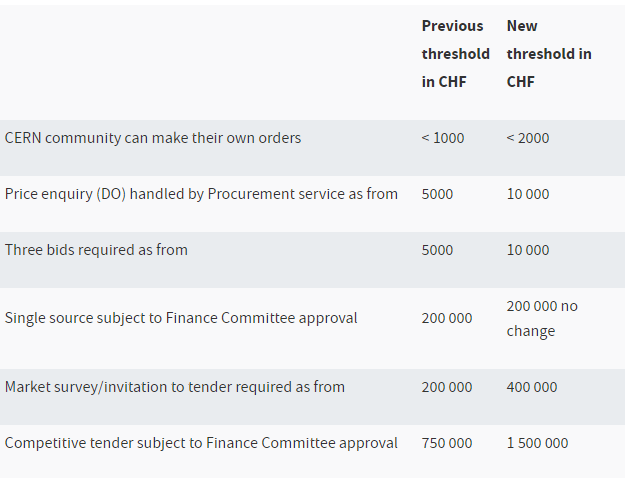 Previous threshold in CHF New threshold in CHF
CERN community can make their own orders < 1000 < 2000
Price enquiry (DO) handled by Procurement service as from 5000 10 000
Three bids required as from 5000 10 000
Single source subject to Finance Committee approval 200 000 200 000 no change
Market survey/invitation to tender required as from 200 000 400 000
Competitive tender subject to Finance Committee approval 750 000 1 500 000